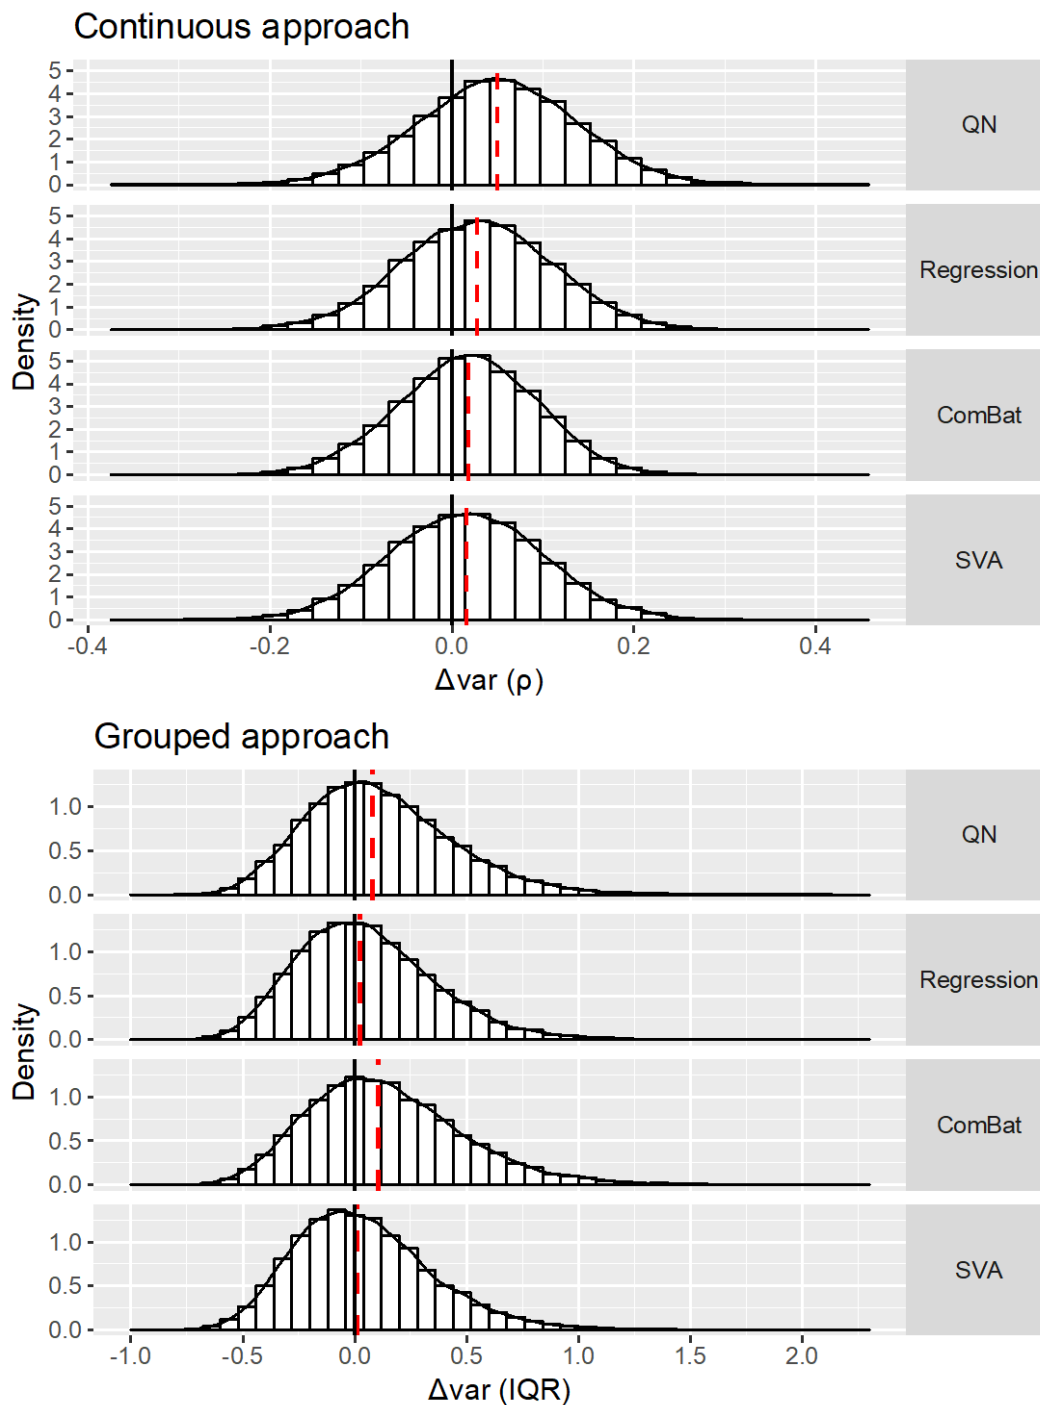 Continuous approach
5
4
3
2
1
0
QN
5
4
3
2
1
0
Regression
Density
5
4
3
2
1
0
ComBat
5
4
3
2
1
0
SVA
-0.4 -0.2 0.0 0.2 0.4
Δvar (ρ)
Grouped approach
1.0
0.5
0.0
QN
1.0
0.5
0.0
Regression
Density
1.0
0.5
0.0
ComBat
1.0
0.5
0.0
SVA
-1.0 -0.5 0.0 0.5 1.0 1.5 2.0
Δvar (IQR)